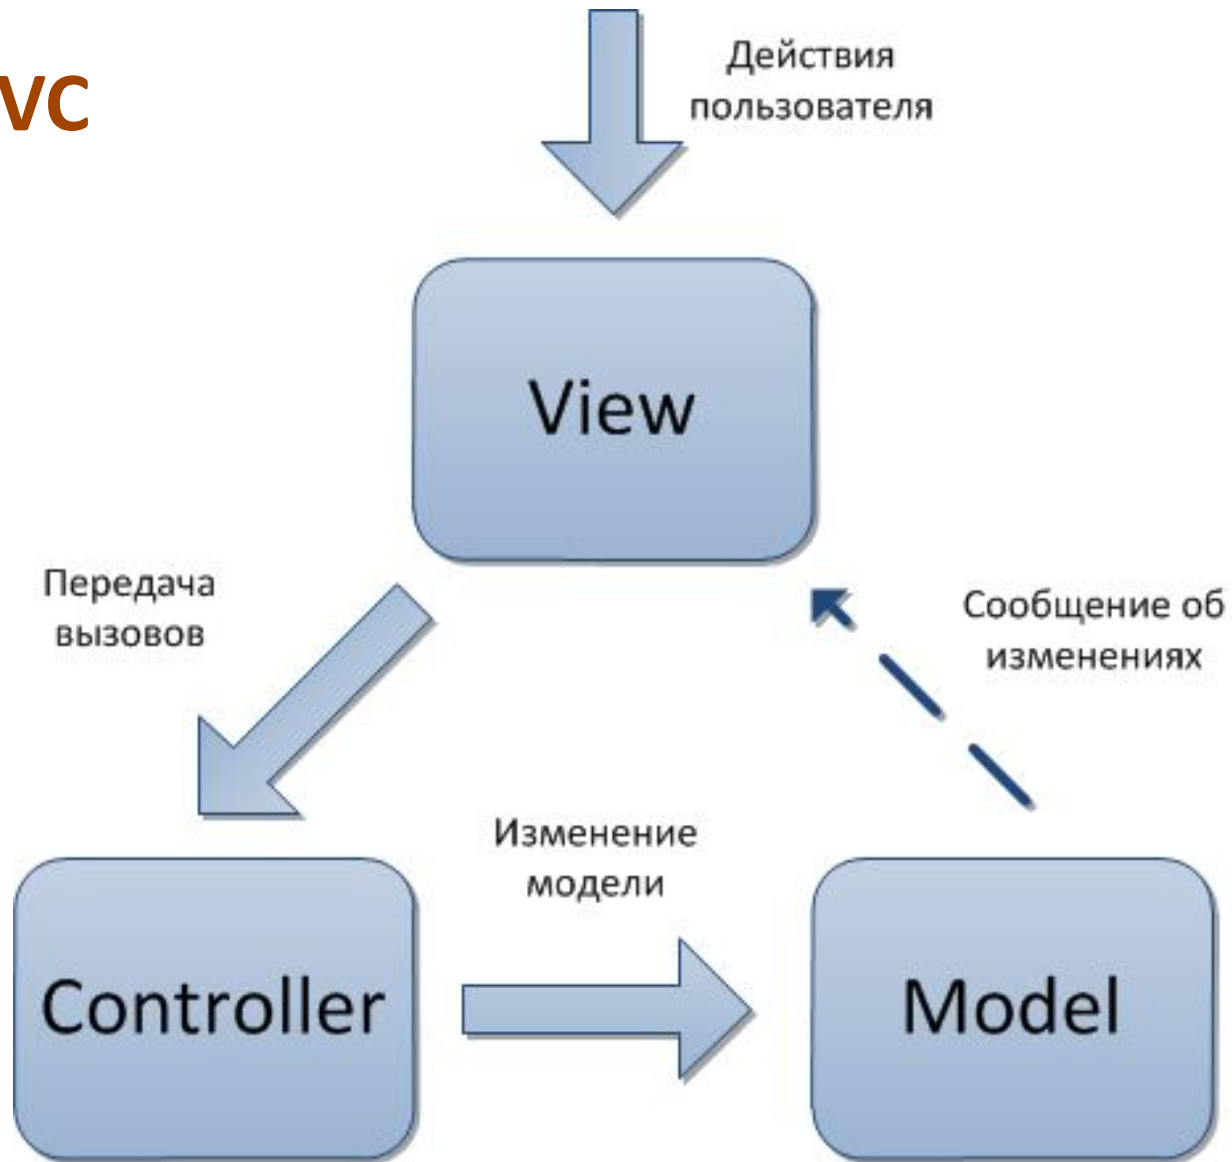 VC
Действия
пользователя
View
Передача
вызовов
Сообщение об
изменениях
Изменение
модели
Controller
Model